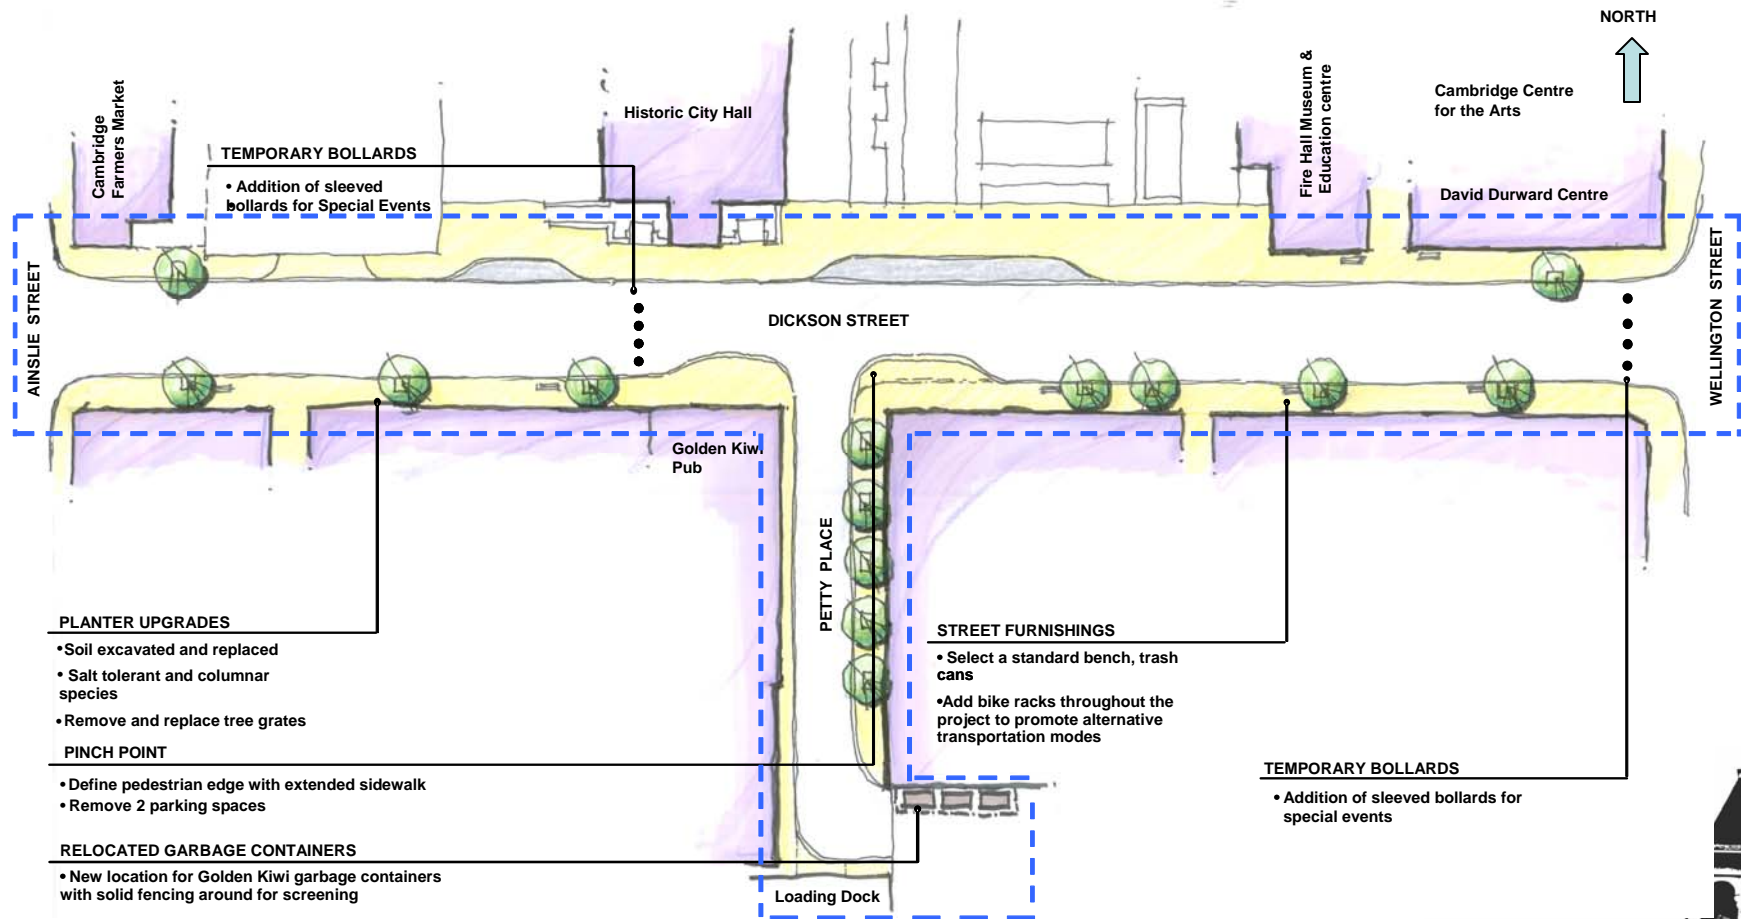 NORTH
Cambridge
Farmers Market
Historic City Hall
Fire Hall Museum &
Education centre
Cambridge Centre
for the Arts
David Durward Centre
TEMPORARY BOLLARDS
• Addition of sleeved
bollards for Special Events
AINSLIE STREET
DICKSON STREET
WELLINGTON STREET
Golden Kiwi
Pub
PETTY PLACE
PLANTER UPGRADES
•Soil excavated and replaced
• Salt tolerant and columnar
species
•Remove and replace tree grates
PINCH POINT
• Define pedestrian edge with extended sidewalk
• Remove 2 parking spaces
RELOCATED GARBAGE CONTAINERS
• New location for Golden Kiwi garbage containers
with solid fencing around for screening
STREET FURNISHINGS
• Select a standard bench, trash
cans
•Add bike racks throughout the
project to promote alternative
transportation modes
TEMPORARY BOLLARDS
• Addition of sleeved bollards for
special events
Loading Dock